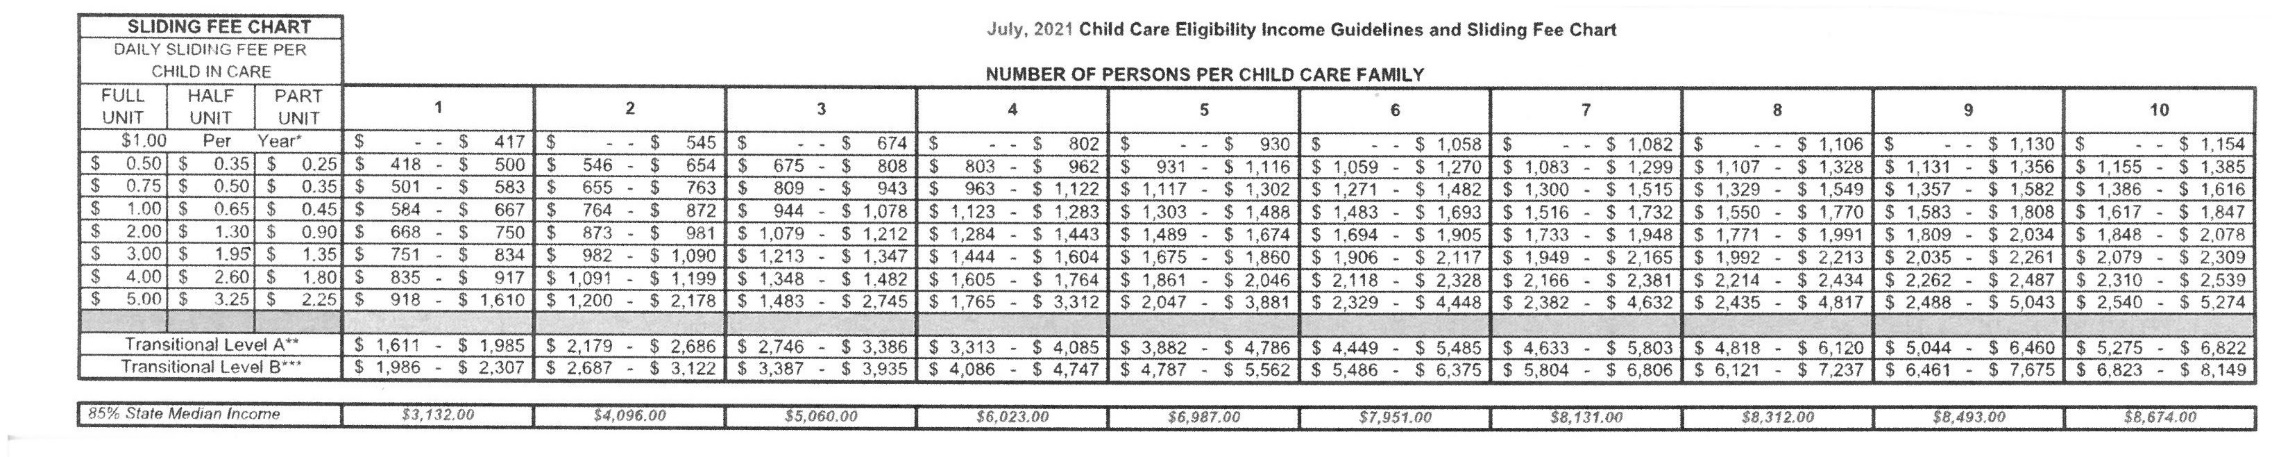 SLIDING FEE CHART
July, 2021 Child Care Eligibility Income Guidelines and Sliding Fee Chart
DAILY SLIDING FEE PER
CHILD IN CARE
NUMBER OF PERSONS PER CHILD CARE FAMILY
FULL UNIT HALF UNIT PART UNIT 1 2 3 4 5 6 7 8 9 10
$1.00 Per Year* $ - - $ 417 $ - - $ 545 $ - - $ 674 $ - - $ 802 $ - - $ 930 $ - - $ 1,058 $ - - $ 1,082 $ - - $ 1,106 $ - - $ 1,130 $ - - $ 1,154
$ 0.50 $ 0.35 $ 0.25 $ 418 - $ 500 $ 546 - $ 654 $ 675 - $ 808 $ 803 - $ 962 $ 931 - $ 1,116 $ 1,059 - $ 1,270 $ 1,083 - $ 1,299 $ 1,107 - $ 1,328 $ 1,131 - $ 1,356 $ 1,155 - $ 1,385
$ 0.75 $ 0.50 $ 0.35 $ 501 - $ 583 $ 655 - $ 763 $ 809 - $ 943 $ 963 - $ 1,122 $ 1,117 - $ 1,302 $ 1,271 - $ 1,482 $ 1,300 - $ 1,515 $ 1,329 - $ 1,549 $ 1,357 - $ 1,582 $ 1,386 - $ 1,616
$ 1.00 $ 0.65 $ 0.45 $ 584 - $ 667 $ 764 - $ 872 $ 944 - $ 1,078 $ 1,123 - $ 1,283 $ 1,303 - $ 1,488 $ 1,483 - $ 1,693 $ 1,516 - $ 1,732 $ 1,550 - $ 1,770 $ 1,583 - $ 1,808 $ 1,617 - $ 1,847
$ 2.00 $ 1.30 $ 0.90 $ 668 - $ 750 $ 873 - $ 981 $ 1,079 - $ 1,212 $ 1,284 - $ 1,443 $ 1,489 - $ 1,674 $ 1,694 - $ 1,905 $ 1,733 - $ 1,948 $ 1,771 - $ 1,991 $ 1,809 - $ 2,034 $ 1,848 - $ 2,078
$ 3.00 $ 1.95 $ 1.35 $ 751 - $ 834 $ 982 - $ 1,090 $ 1,213 - $ 1,347 $ 1,444 - $ 1,604 $ 1,675 - $ 1,860 $ 1,906 - $ 2,117 $ 1,949 - $ 2,165 $ 1,992 - $ 2,213 $ 2,035 - $ 2,261 $ 2,079 - $ 2,309
$ 4.00 $ 2.60 $ 1.80 $ 835 - $ 917 $ 1,091 - $ 1,199 $ 1,348 - $ 1,482 $ 1,605 - $ 1,764 $ 1,861 - $ 2,046 $ 2,118 - $ 2,328 $ 2,166 - $ 2,381 $ 2,214 - $ 2,434 $ 2,262 - $ 2,487 $ 2,310 - $ 2,539
$ 5.00 $ 3.25 $ 2.25 $ 918 - $ 1,610 $ 1,200 - $ 2,178 $ 1,483 - $ 2,745 $ 1,765 - $ 3,312 $ 2,047 - $ 3,881 $ 2,329 - $ 4,448 $ 2,382 - $ 4,632 $ 2,435 - $ 4,817 $ 2,488 - $ 5,043 $ 2,540 - $ 5,274
Transitional Level A** $ 1,611 - $ 1,985 $ 2,179 - $ 2,686 $ 2,746 - $ 3,386 $ 3,313 - $ 4,085 $ 3,882 - $ 4,786 $ 4,449 - $ 5,485 $ 4,633 - $ 5,803 $ 4,818 - $ 6,120 $ 5,044 - $ 6,460 $ 5,275 - $ 6,822
Transitional Level B*** $ 1,986 - $ 2,307 $ 2,687 - $ 3,122 $ 3,387 - $ 3,935 $ 4,086 - $ 4,747 $ 4,787 - $ 5,562 $ 5,486 - $ 6,375 $ 5,804 - $ 6,806 $ 6,121 - $ 7,237 $ 6,461 - $ 7,675 $ 6,823 - $ 8,149
85% State Median Income $3,132.00 $4,096.00 $5,060.00 $6,023.00 $6,987.00 $7,951.00 $8,131.00 $8,312.00 $8,493.00 $8,674.00